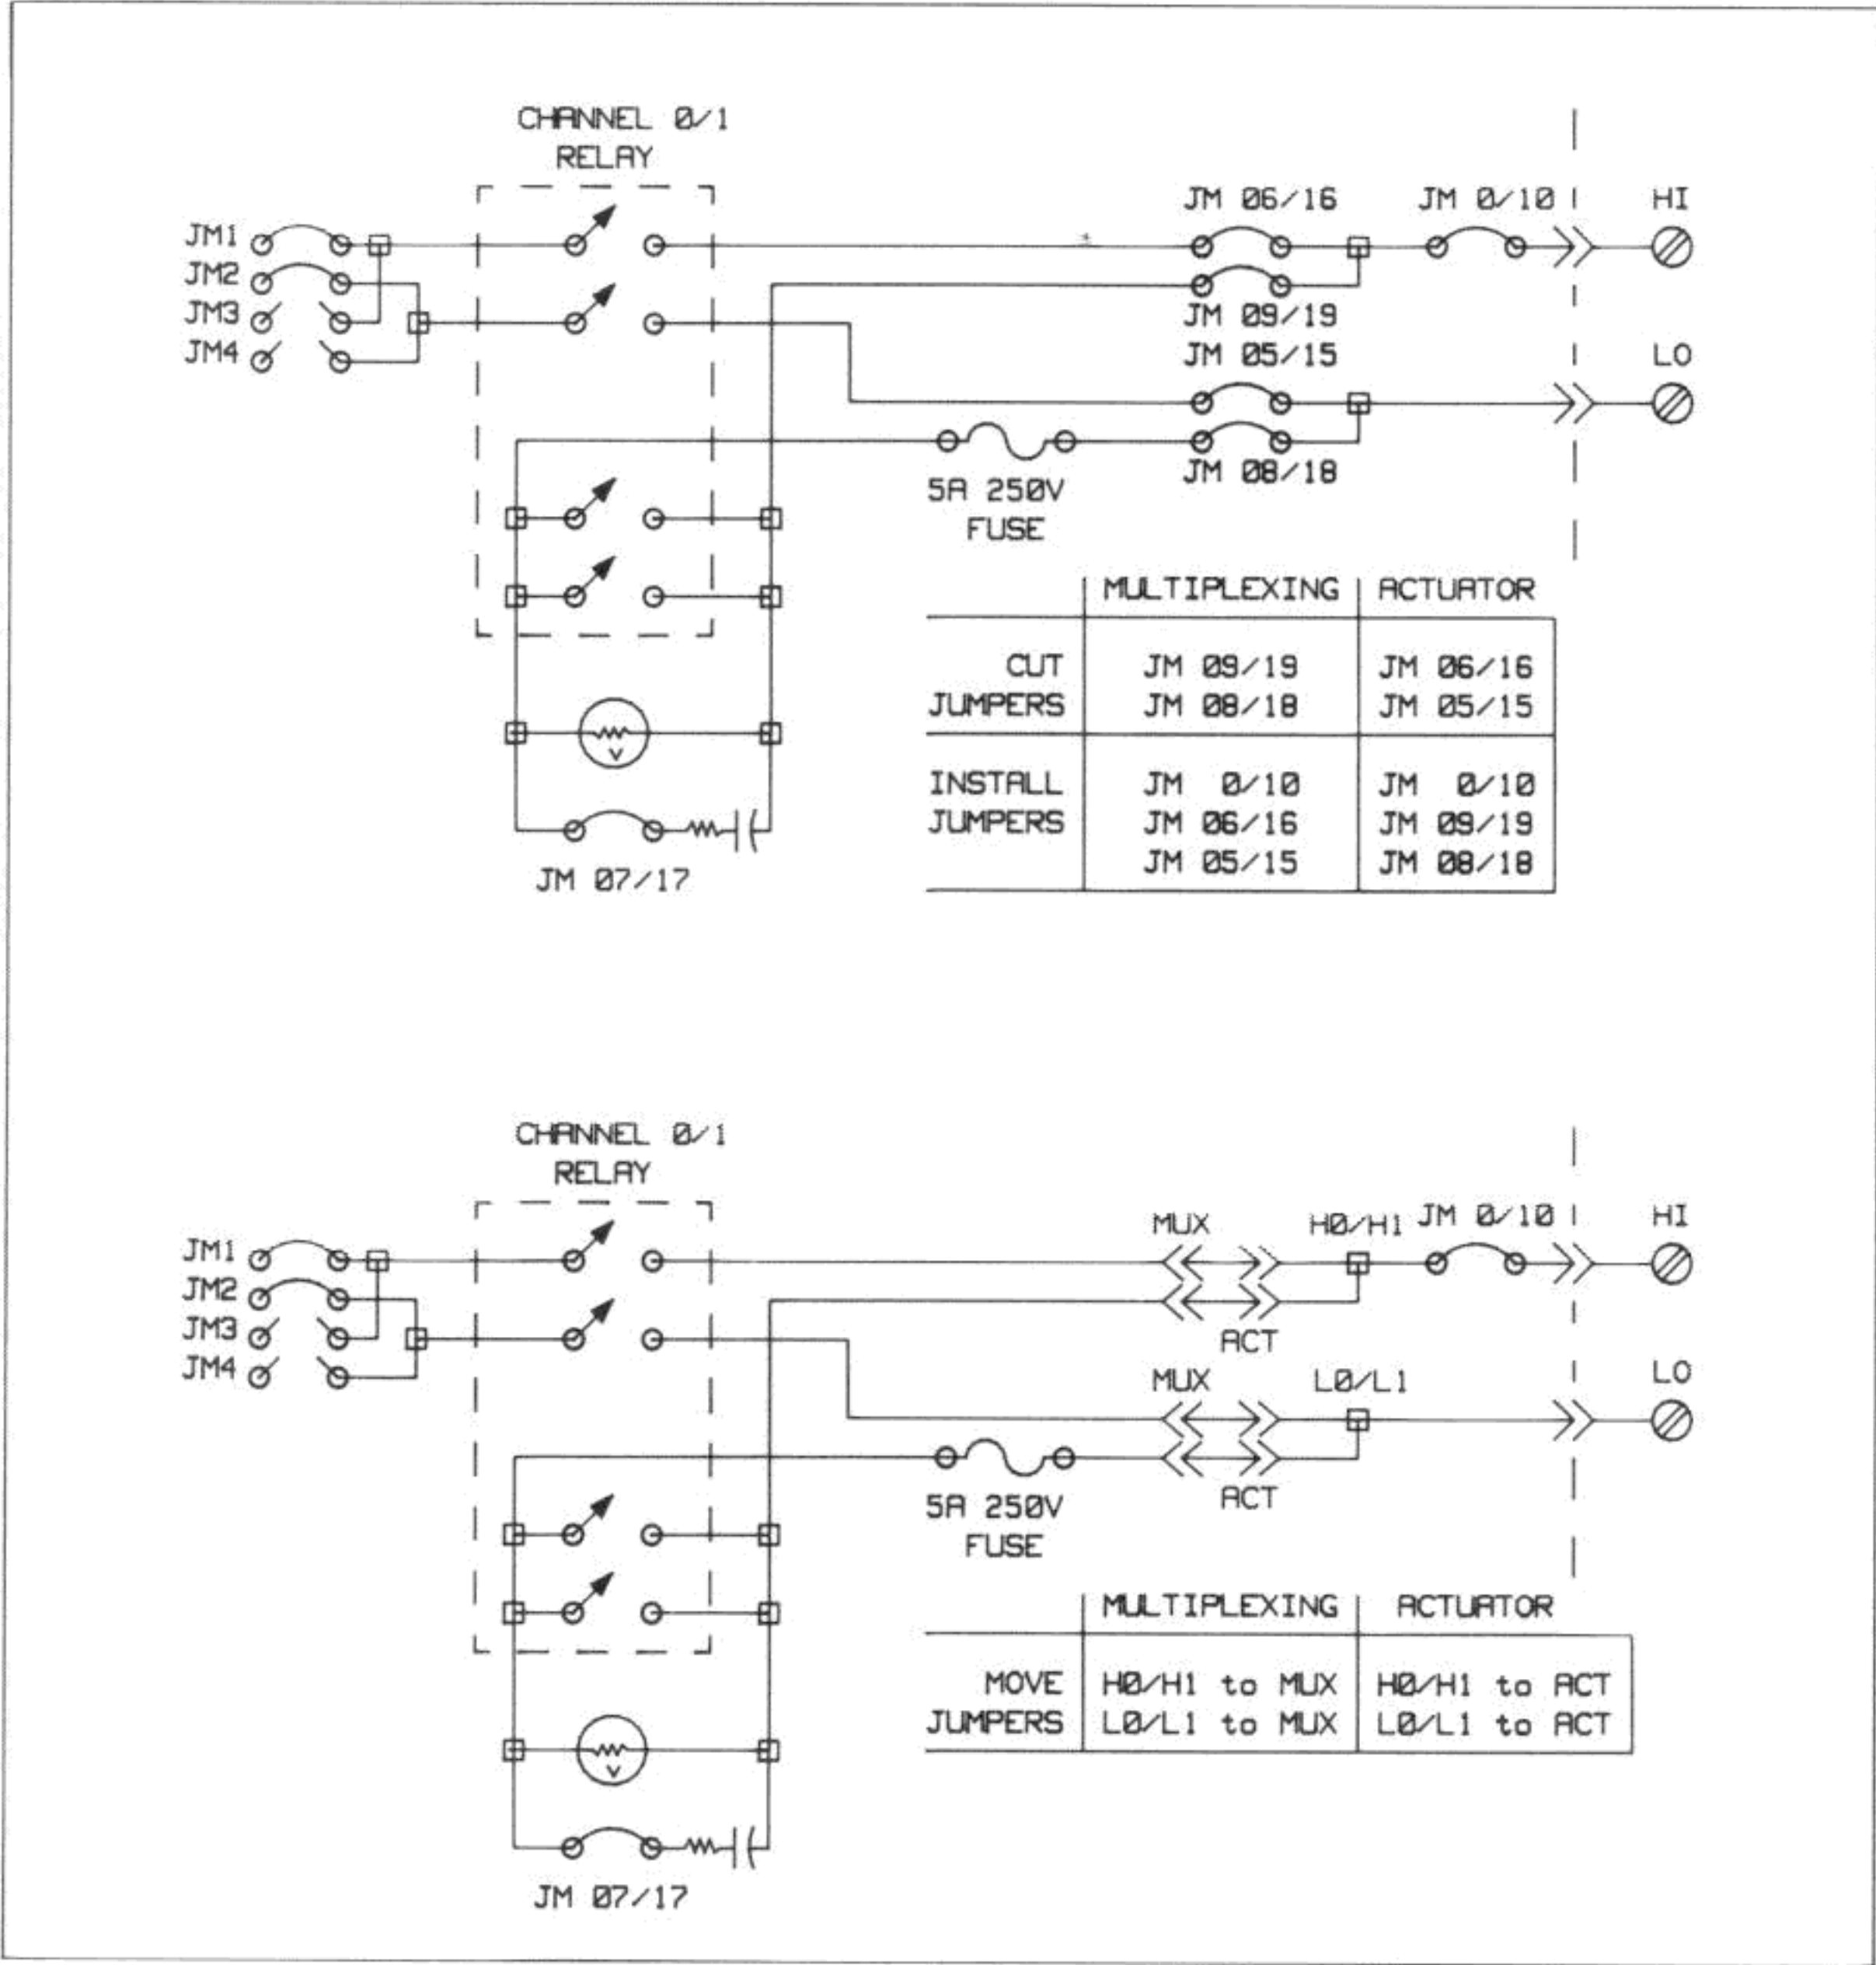 CHANNEL 0/1
RELAY
JM 06/16
JM 0/10
HI
JM1
JM2
JM3
JM4
JM 09/19
JM 05/15
LO
JM 08/18
5A 250V
FUSE
MULTIPLEXING ACTUATOR
CUT JM 09/19 JM 06/16
JUMPERS JM 08/18 JM 05/15
INSTALL JM 0/10 JM 0/10
JUMPERS JM 06/16 JM 09/19
JM 05/15 JM 08/18
V
JM 07/17
CHANNEL 0/1
RELAY
MUX
H0/H1
JM 0/10
HI
JM1
JM2
JM3
JM4
ACT
MUX
L0/L1
LO
ACT
5A 250V
FUSE
MULTIPLEXING ACTUATOR
MOVE H0/H1 to MUX H0/H1 to ACT
JUMPERS L0/L1 to MUX L0/L1 to ACT
V
JM 07/17